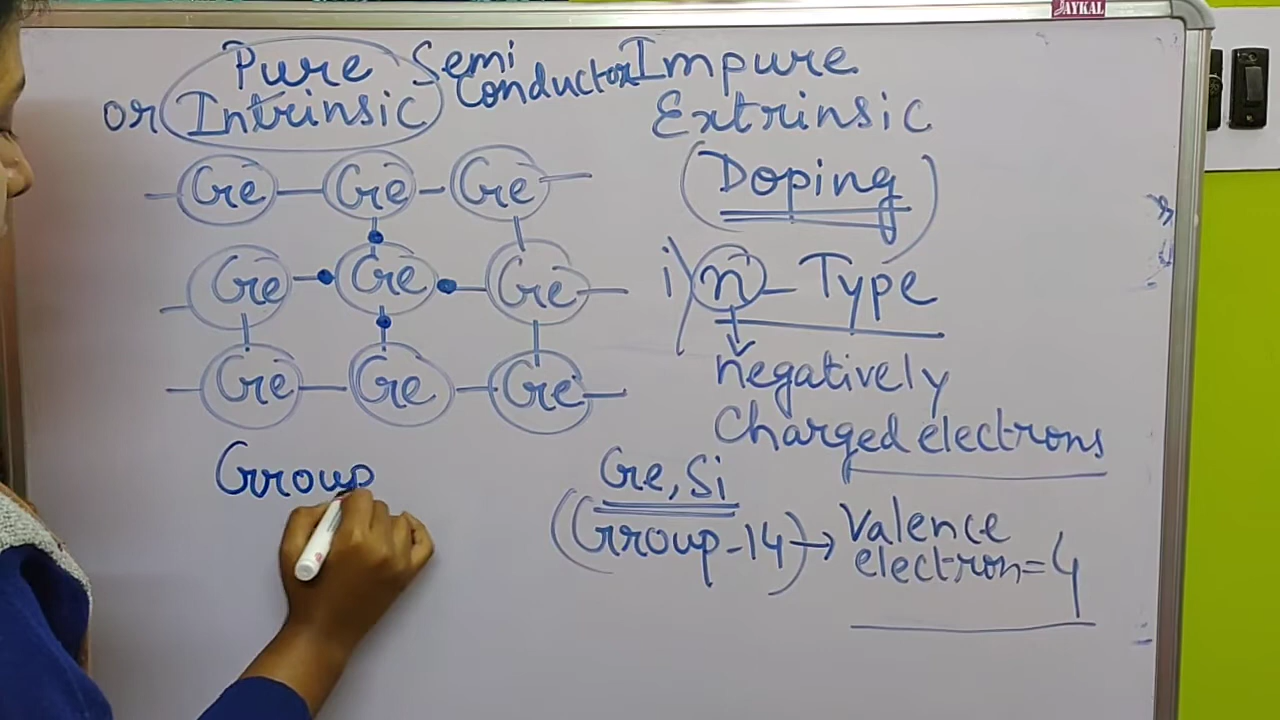 JAYKAL
Pure Semi Conductor Impure
or Intrinsic Extrinsic
(Doping)
Ge Ge Ge
Ge Ge Ge
Ge Ge Ge
i) n - Type
negatively
Charged electrons
Group
Ge, Si
(Group-14) → Valence
electron=4